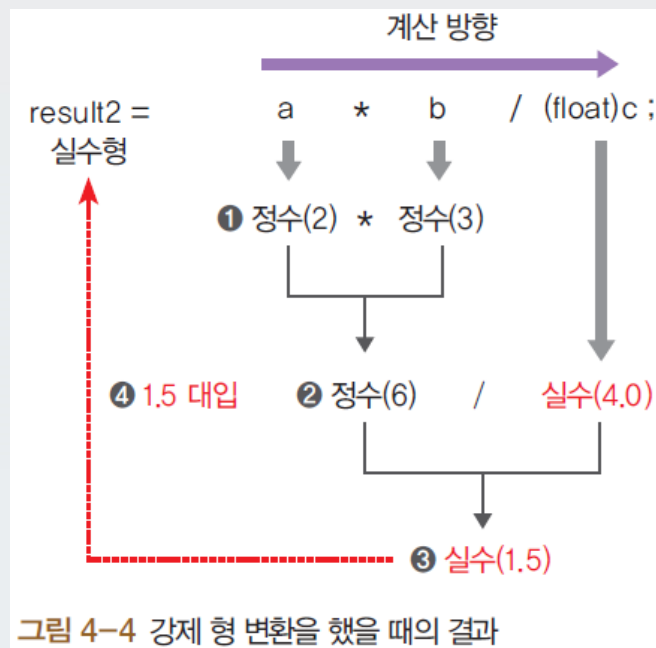 계산 방향
result2 = a * b / (float)c ;
실수형
❶ 정수(2) * 정수(3)
❹ 1.5 대입 ❷ 정수(6) / 실수(4.0)
❸ 실수(1.5)
그림 4-4 강제 형 변환을 했을 때의 결과